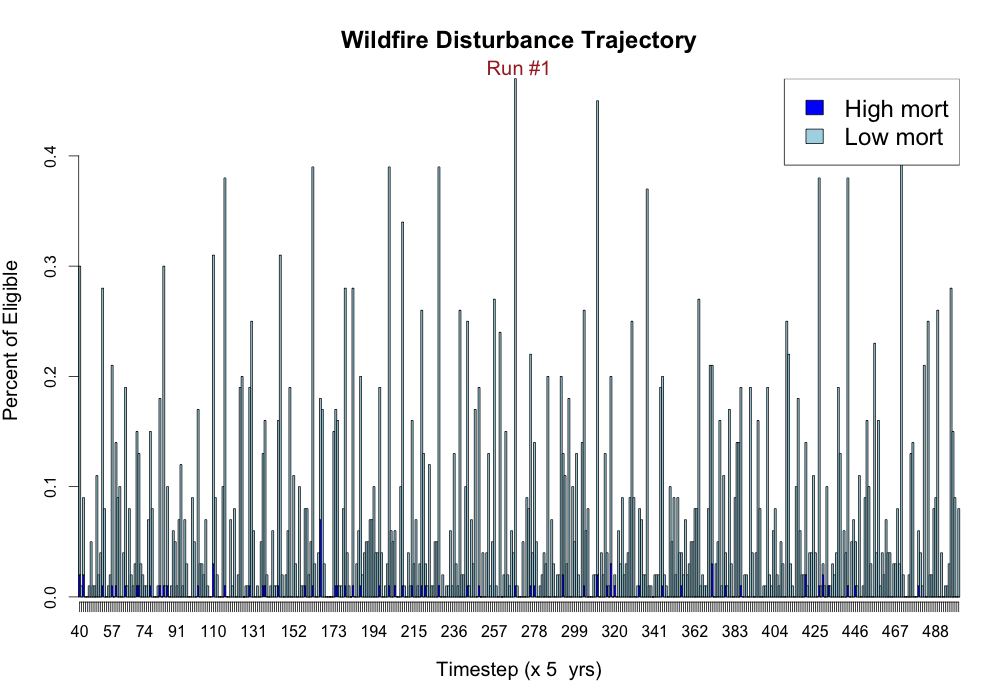 Wildfire Disturbance Trajectory
Run #1
High mort
Low mort
Percent of Eligible
0.4
0.3
0.2
0.1
0.0
40 57 74 91 110 131 152 173 194 215 236 257 278 299 320 341 362 383 404 425 446 467 488
Timestep (x 5  yrs)